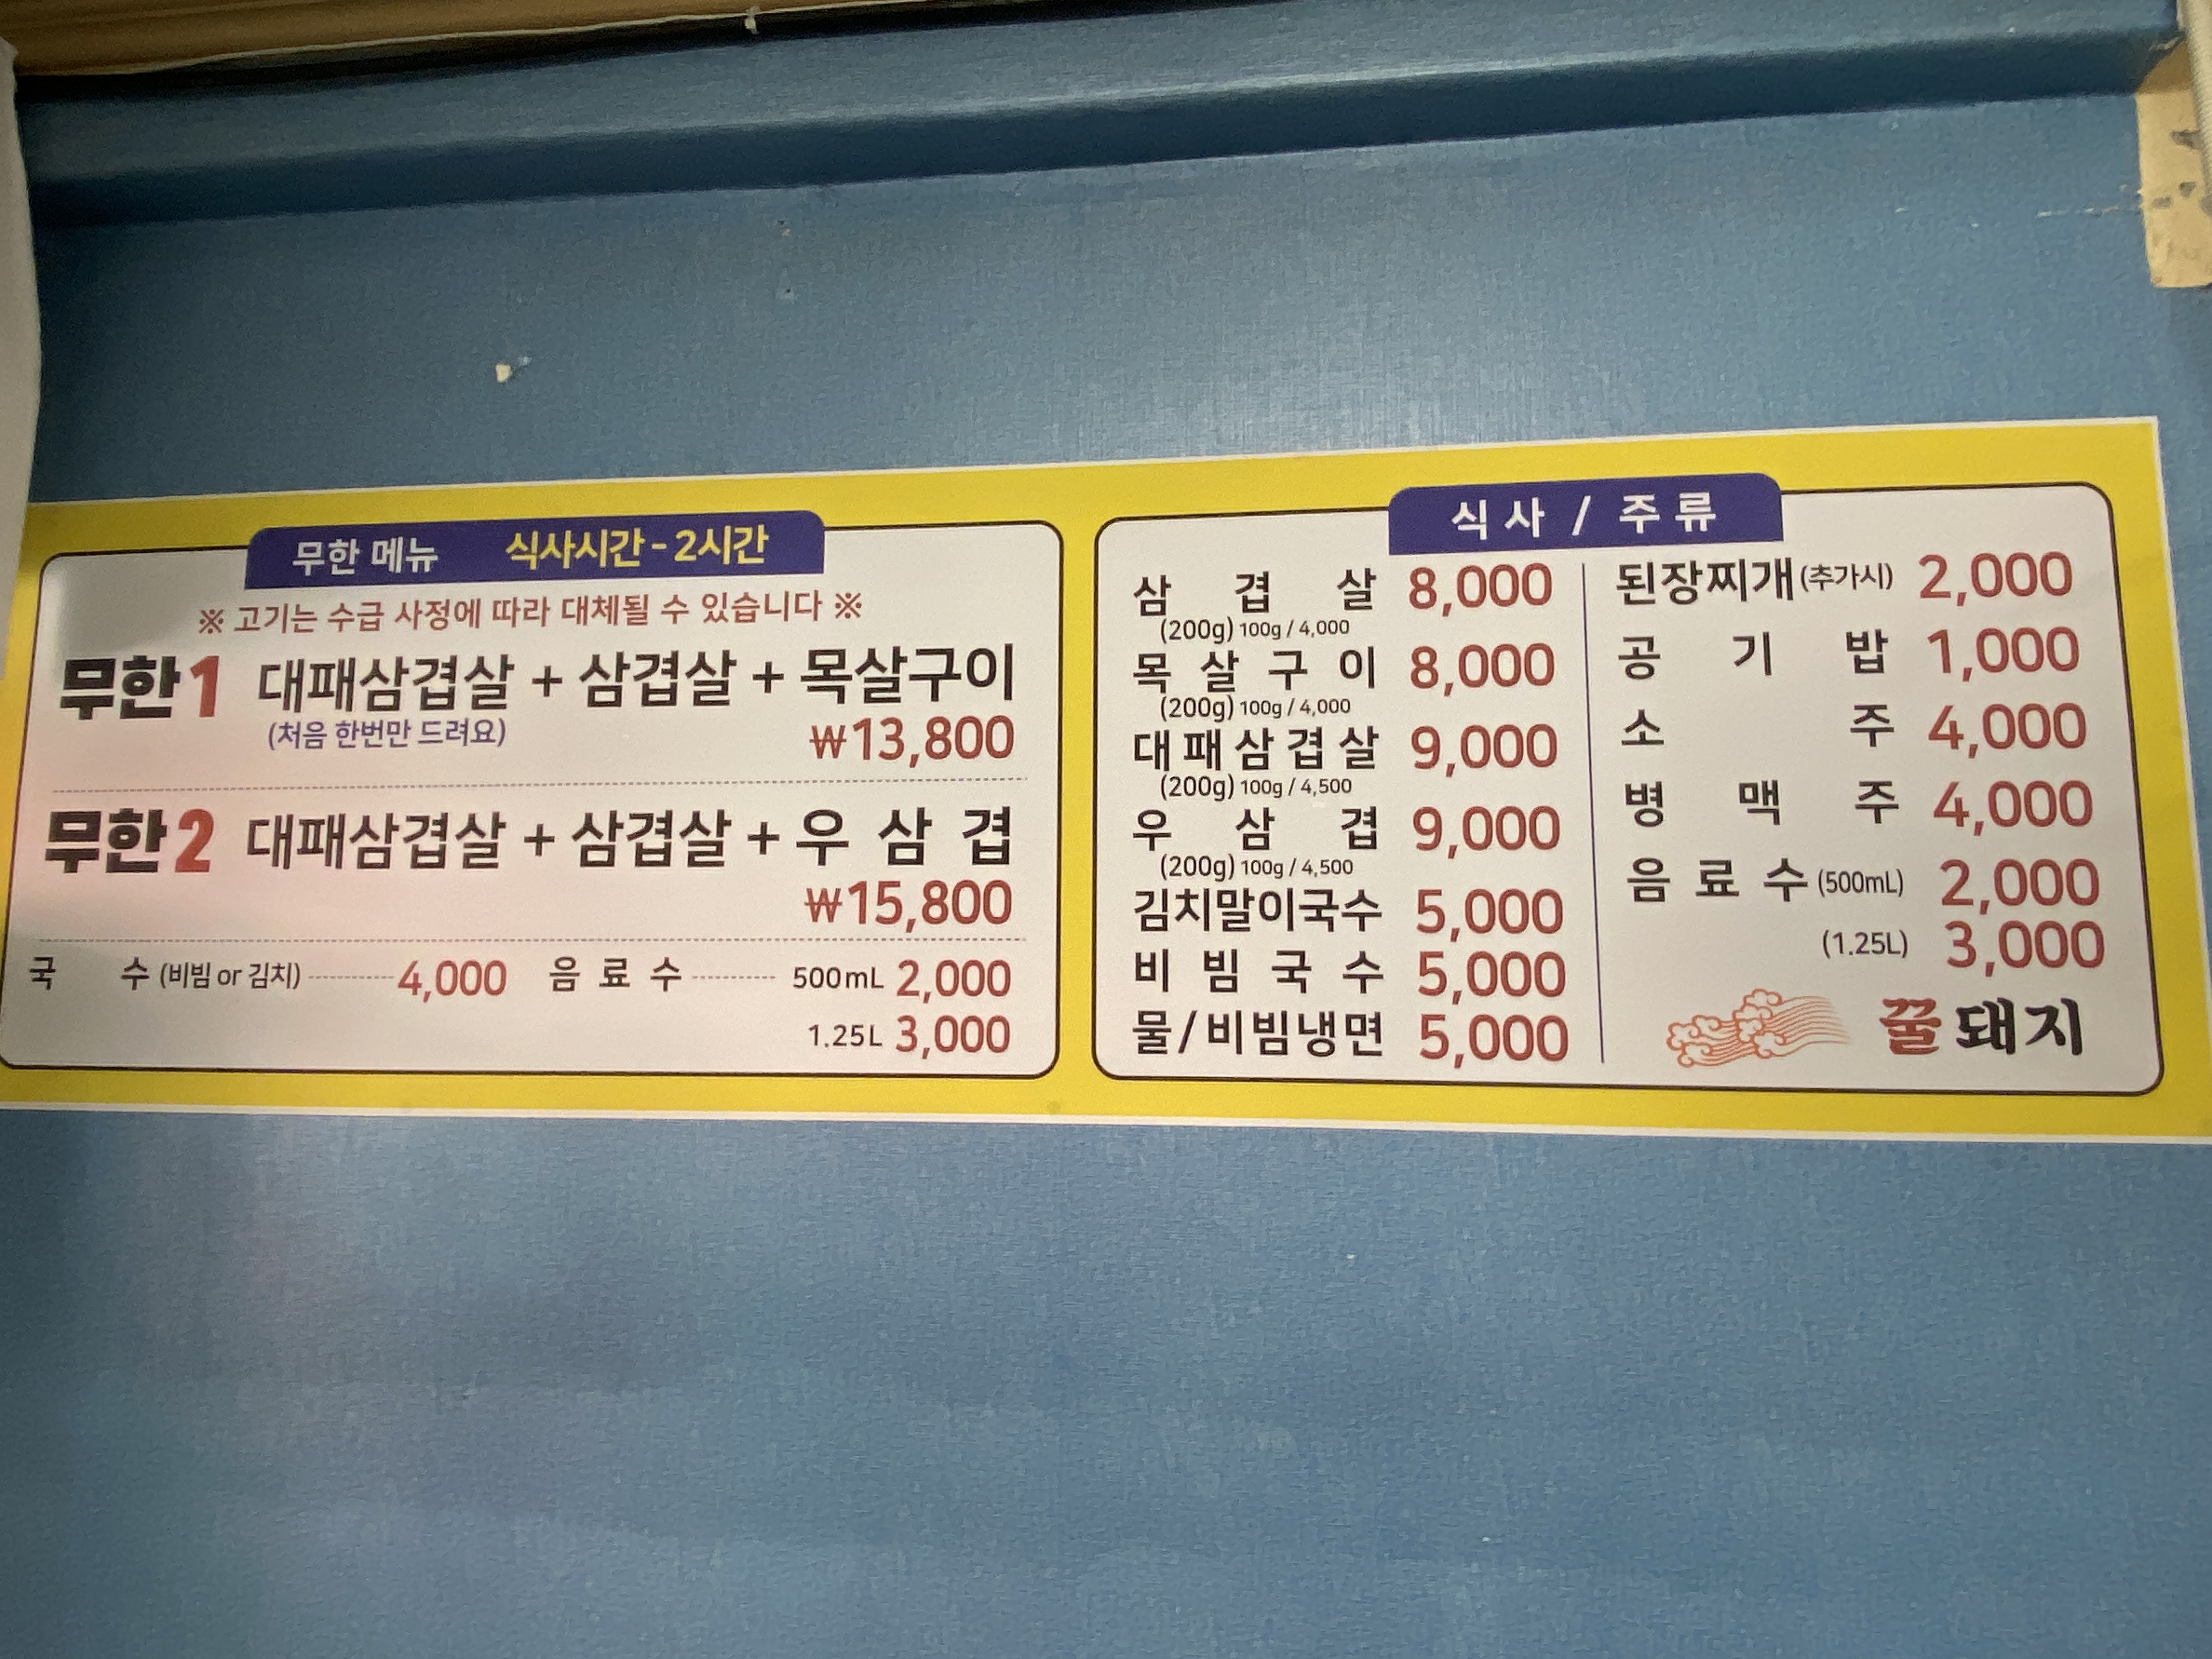 무한 메뉴 식사시간-2시간
※ 고기는 수급 사정에 따라 대체될 수 있습니다 ※
무한1 대패삼겹살 + 삼겹살 + 목살구이
(처음 한번만 드려요) ₩13,800
무한2 대패삼겹살 + 삼겹살 + 우삼겹
₩15,800
국수 (비빔 or 김치) 4,000 음료수 500mL 2,000
1.25L 3,000
식사 / 주류
삼겹살 8,000
(200g) 100g / 4,000
목살구이 8,000
(200g) 100g / 4,000
대패삼겹살 9,000
(200g) 100g / 4,500
우삼겹 9,000
(200g) 100g / 4,500
김치말이국수 5,000
비빔국수 5,000
물/비빔냉면 5,000
된장찌개(추가시) 2,000
공기밥 1,000
소주 4,000
병맥주 4,000
음료수(500mL) 2,000
(1.25L) 3,000
꿀돼지